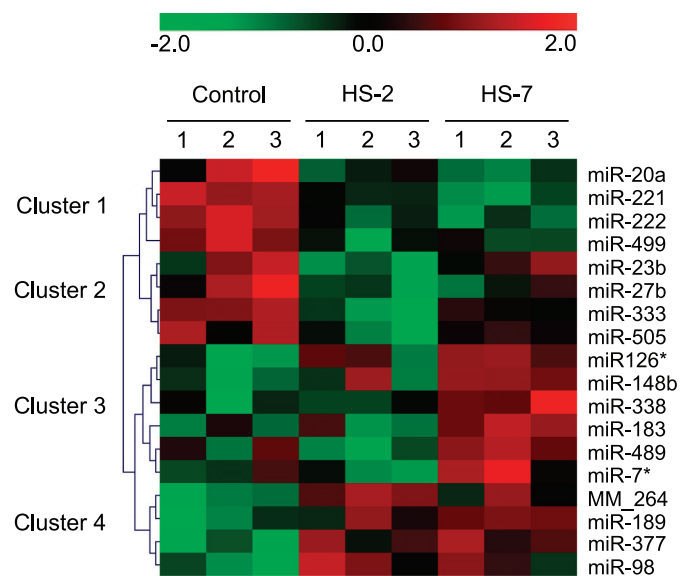 -2.0 0.0 2.0
Control HS-2 HS-7
1 2 3 1 2 3 1 2 3
miR-20a
Cluster 1 miR-221
miR-222
miR-499
miR-23b
Cluster 2 miR-27b
miR-333
miR-505
miR126*
miR-148b
Cluster 3 miR-338
miR-183
miR-489
miR-7*
MM_264
Cluster 4 miR-189
miR-377
miR-98